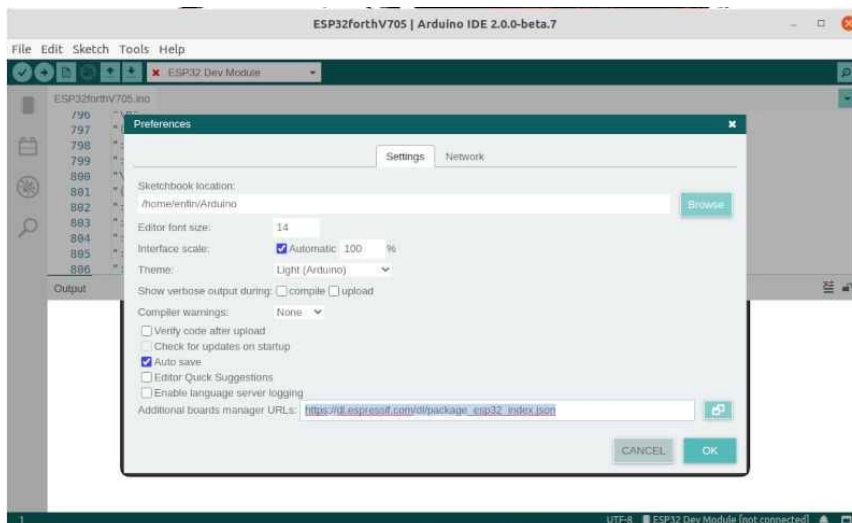 ESP32forthV705 | Arduino IDE 2.0.0-beta.7
File Edit Sketch Tools Help
ESP32 Dev Module
ESP32forthV705.ino
796
797
798
799
800
801
802
803
804
805
806
Output
Preferences
Settings Network
Sketchbook location:
/home/enfin/Arduino
Browse
Editor font size: 14
Interface scale: Automatic 100 %
Theme: Light (Arduino)
Show verbose output during: compile upload
Compiler warnings: None
Verify code after upload
Check for updates on startup
Auto save
Editor Quick Suggestions
Enable language server logging
Additional boards manager URLs: https://dl.espressif.com/dl/package_esp32_index.json
CANCEL OK
1 UTF-8 ESP32 Dev Module [not connected]